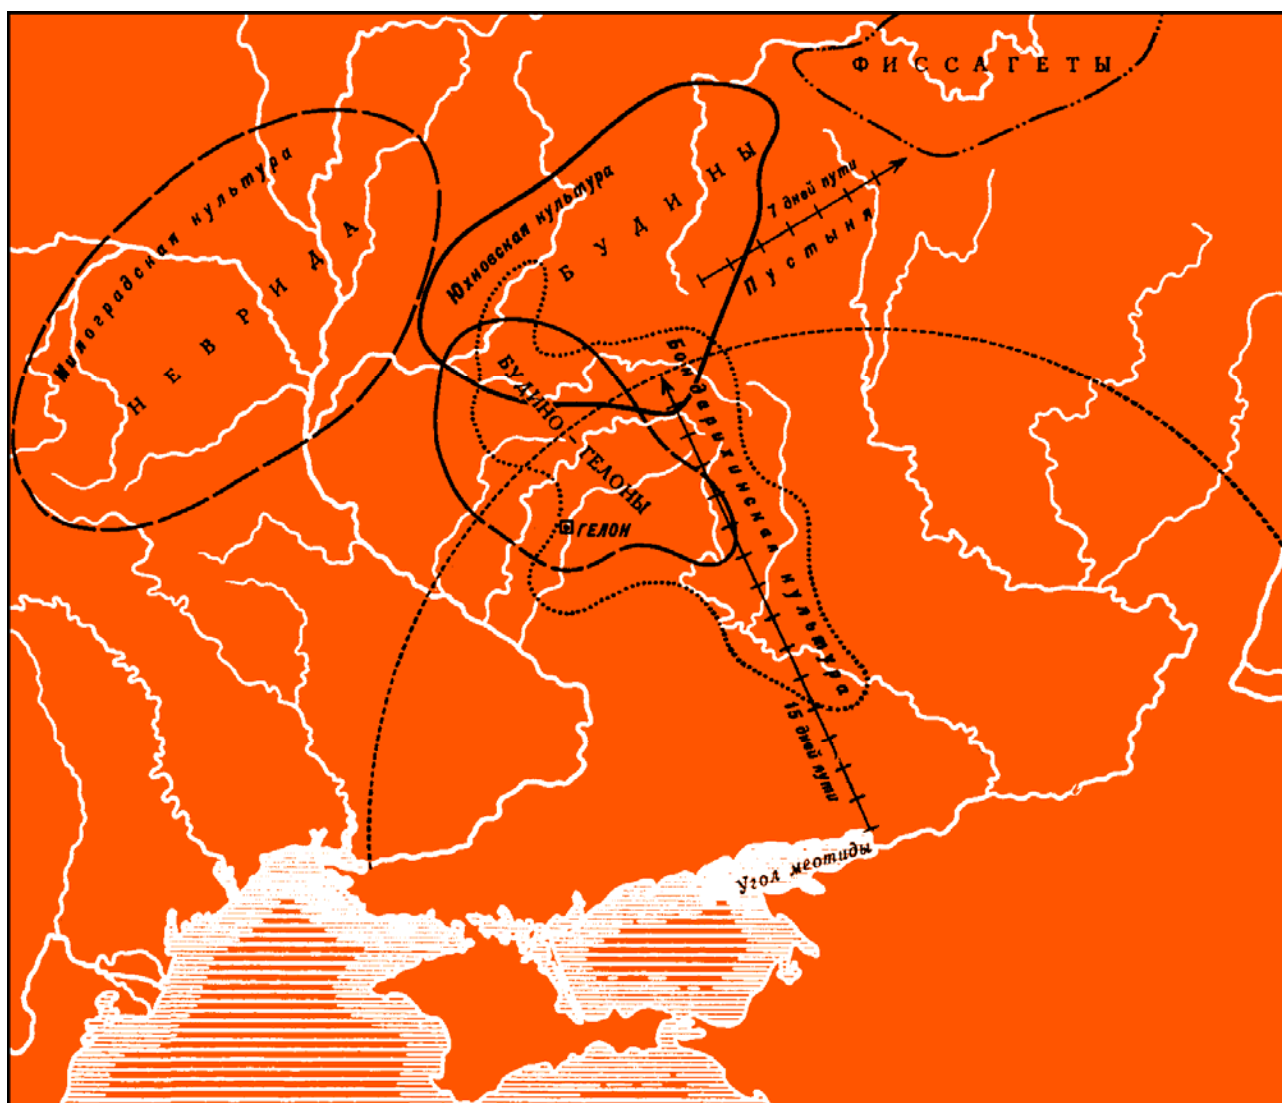 ФИССАГЕТЫ
Милоградская культура
НЕВРИДА
Юхновская культура
БУДИНЫ
7 дней пути
Пустыня
Бондарихинская культура
БУДИНО-ГЕЛОНЫ
ГЕЛОН
15 дней пути
Угол меотиды